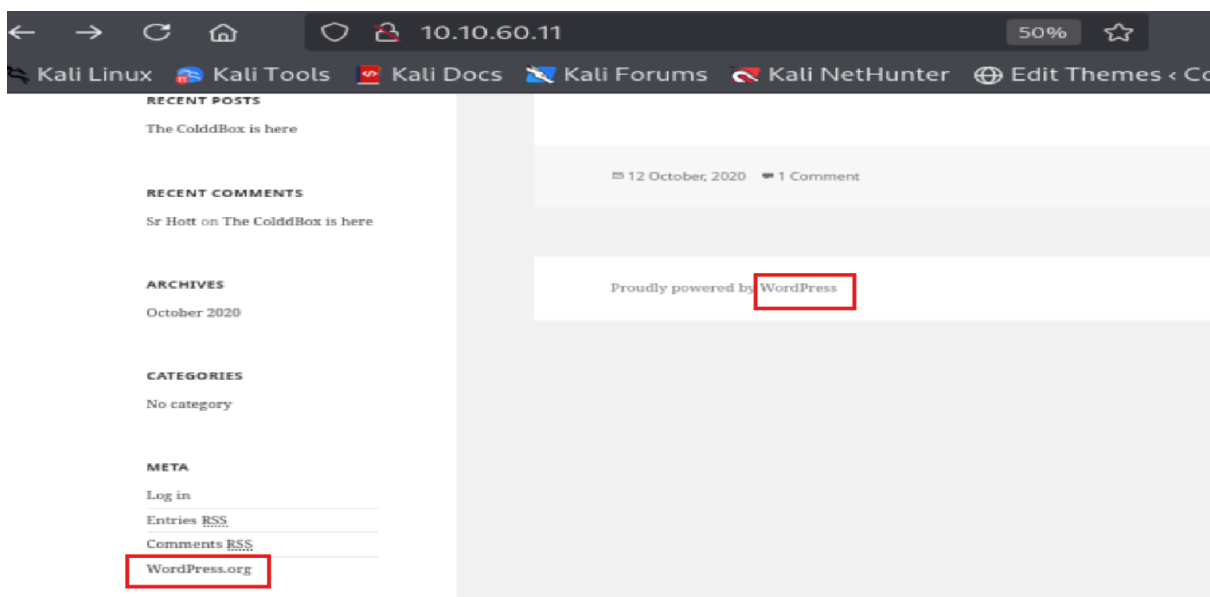 10.10.60.11
50%
Kali Linux Kali Tools Kali Docs Kali Forums Kali NetHunter Edit Themes ‹ Co
RECENT POSTS
The ColddBox is here
RECENT COMMENTS
Sr Hott on The ColddBox is here
ARCHIVES
October 2020
CATEGORIES
No category
META
Log in
Entries RSS
Comments RSS
WordPress.org
12 October, 2020 1 Comment
Proudly powered by WordPress